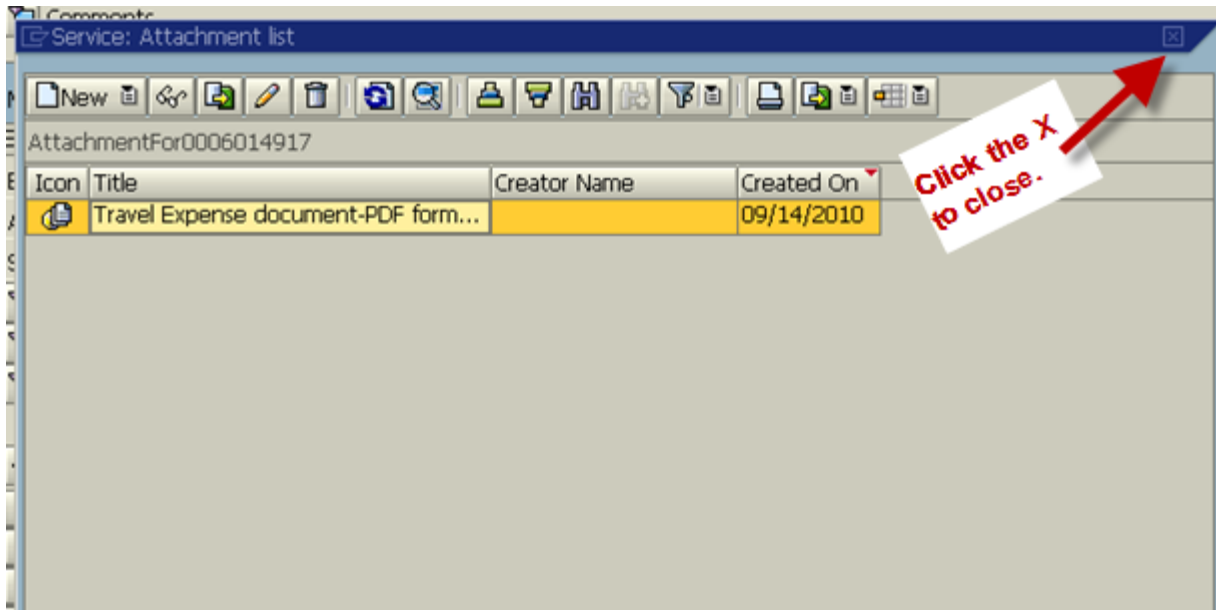 Comments
Service: Attachment list
New
AttachmentFor0006014917
Icon Title Creator Name Created On
Travel Expense document-PDF form... 09/14/2010
Click the X
to close.